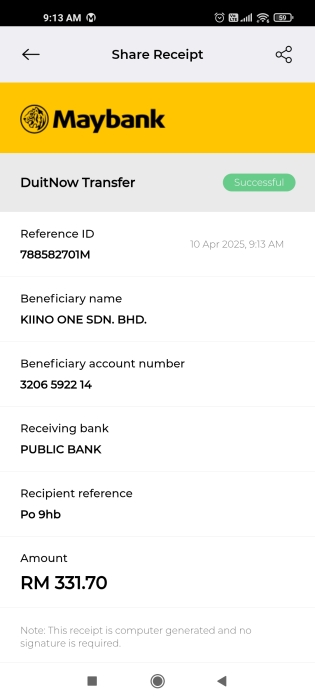 9:13 AM
59
Share Receipt
Maybank
DuitNow Transfer
Successful
Reference ID
788582701M
10 Apr 2025, 9:13 AM
Beneficiary name
KIINO ONE SDN. BHD.
Beneficiary account number
3206 5922 14
Receiving bank
PUBLIC BANK
Recipient reference
Po 9hb
Amount
RM 331.70
Note: This receipt is computer generated and no
signature is required.